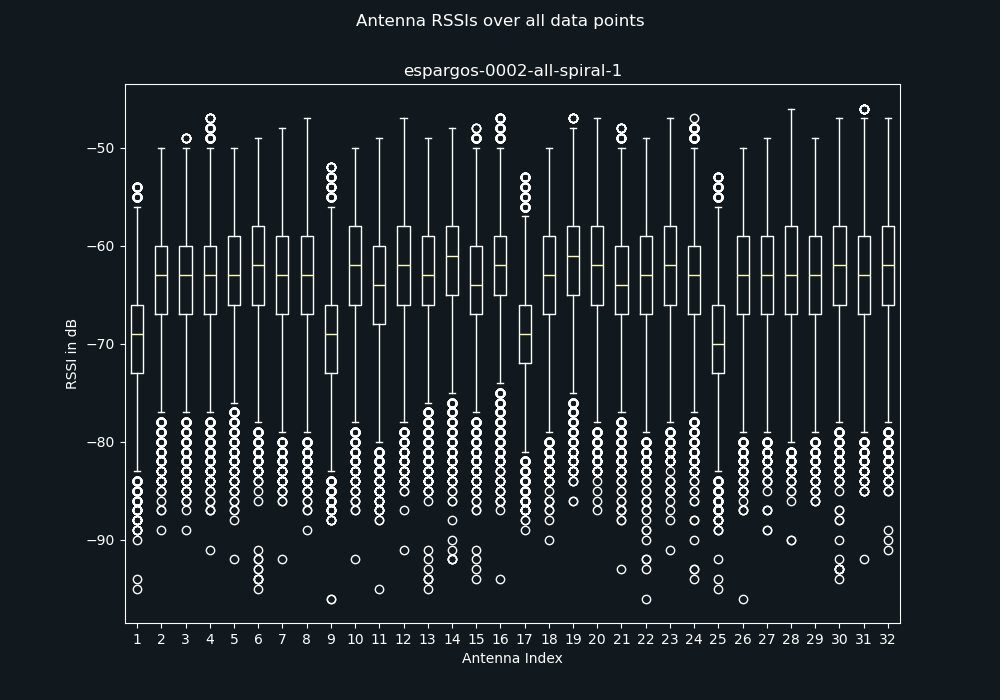 Antenna RSSIs over all data points
espargos-0002-all-spiral-1
RSSI in dB
−50
−60
−70
−80
−90
1 2 3 4 5 6 7 8 9 10 11 12 13 14 15 16 17 18 19 20 21 22 23 24 25 26 27 28 29 30 31 32
Antenna Index